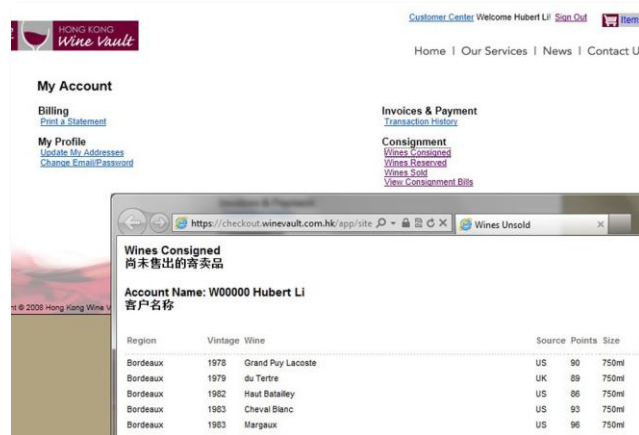 Customer Center Welcome Hubert Li! Sign Out Item
HONG KONG
Wine Vault
Home | Our Services | News | Contact U
My Account
Billing
Print a Statement
Invoices & Payment
Transaction History
My Profile
Update My Addresses
Change Email/Password
Consignment
Wines Consigned
Wines Reserved
Wines Sold
View Consignment Bills
https://checkout.winevault.com.hk/app/site
Wines Unsold
Wines Consigned
尚未售出的寄卖品
Account Name: W00000 Hubert Li
客户名称
© 2008 Hong Kong Wine V
Region Vintage Wine Source Points Size
Bordeaux 1978 Grand Puy Lacoste US 90 750ml
Bordeaux 1979 du Tertre UK 89 750ml
Bordeaux 1982 Haut Batailley US 86 750ml
Bordeaux 1983 Cheval Blanc US 93 750ml
Bordeaux 1983 Margaux US 96 750ml